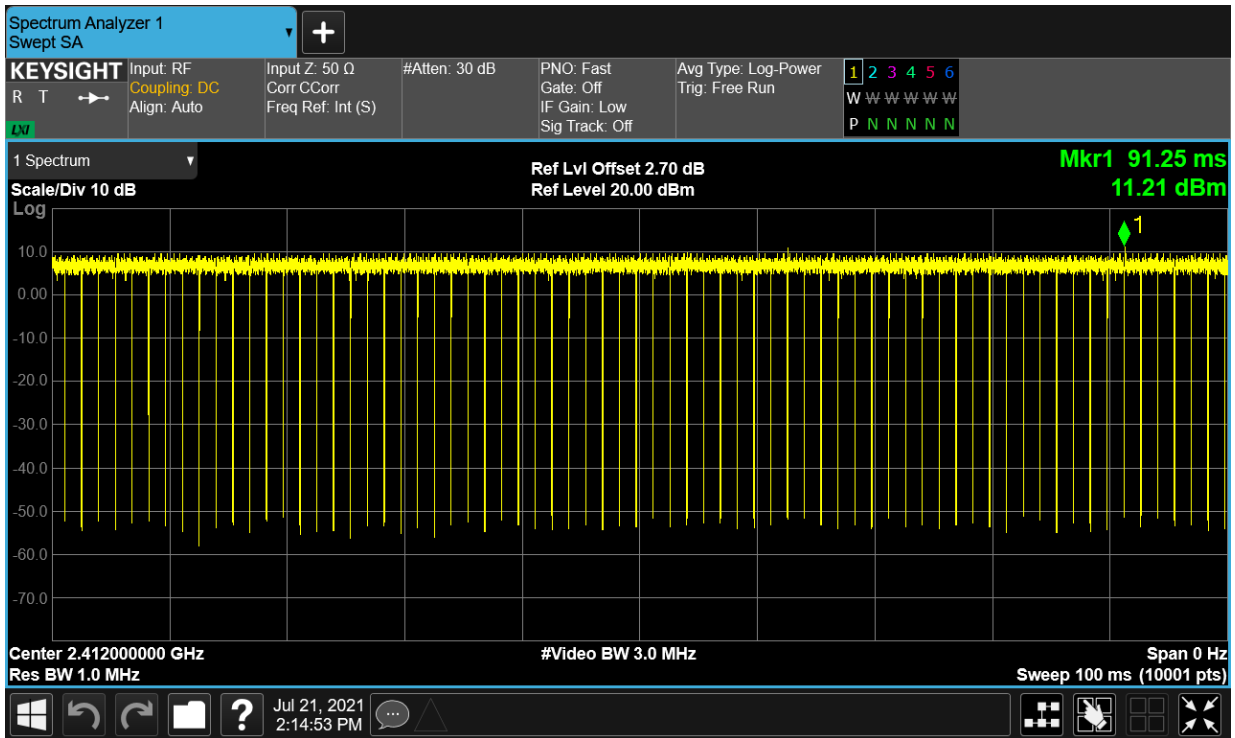 Spectrum Analyzer 1
Swept SA
KEYSIGHT
R T
LXI
Input: RF
Coupling: DC
Align: Auto
Input Z: 50 Ω
Corr CCorr
Freq Ref: Int (S)
#Atten: 30 dB
PNO: Fast
Gate: Off
IF Gain: Low
Sig Track: Off
Avg Type: Log-Power
Trig: Free Run
1 2 3 4 5 6
W W W W W W
P N N N N N
1 Spectrum
Scale/Div 10 dB
Log
Ref Lvl Offset 2.70 dB
Ref Level 20.00 dBm
Mkr1 91.25 ms
11.21 dBm
1
10.0
0.00
-10.0
-20.0
-30.0
-40.0
-50.0
-60.0
-70.0
Center 2.412000000 GHz
Res BW 1.0 MHz
#Video BW 3.0 MHz
Span 0 Hz
Sweep 100 ms (10001 pts)
?
Jul 21, 2021
2:14:53 PM